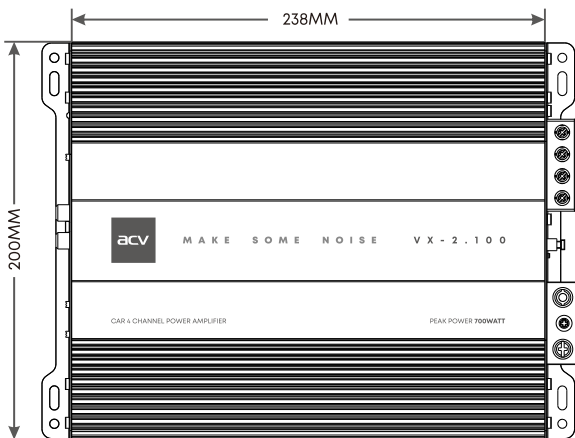 238MM
200MM
acv MAKE SOME NOISE VX-2.100
CAR 4 CHANNEL POWER AMPLIFIER PEAK POWER 700WATT